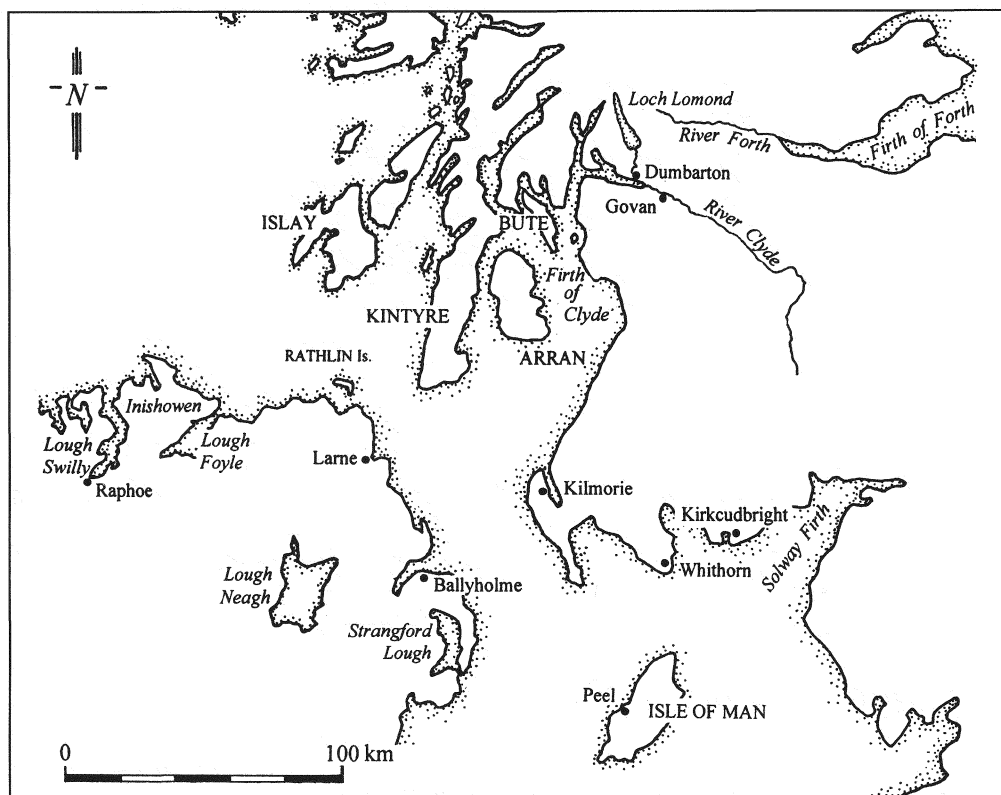 N
Loch Lomond
River Forth
Firth of Forth
Dumbarton
Govan
River Clyde
ISLAY
BUTE
Firth
of
Clyde
KINTYRE
ARRAN
RATHLIN Is.
Inishowen
Lough
Swilly
Lough
Foyle
Raphoe
Larne
Kilmorie
Kirkcudbright
Whithorn
Solway Firth
Lough
Neagh
Ballyholme
Strangford
Lough
Peel
ISLE OF MAN
0
100 km